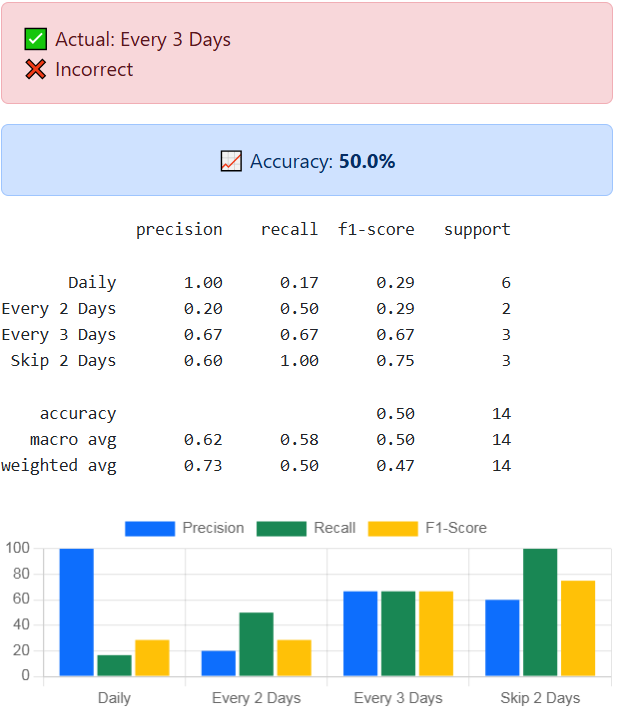 ✅ Actual: Every 3 Days
❌ Incorrect
📈 Accuracy: 50.0%
precision recall f1-score support
Daily 1.00 0.17 0.29 6
Every 2 Days 0.20 0.50 0.29 2
Every 3 Days 0.67 0.67 0.67 3
Skip 2 Days 0.60 1.00 0.75 3
accuracy 0.50 14
macro avg 0.62 0.58 0.50 14
weighted avg 0.73 0.50 0.47 14
Precision Recall F1-Score
100
80
60
40
20
0
Daily Every 2 Days Every 3 Days Skip 2 Days